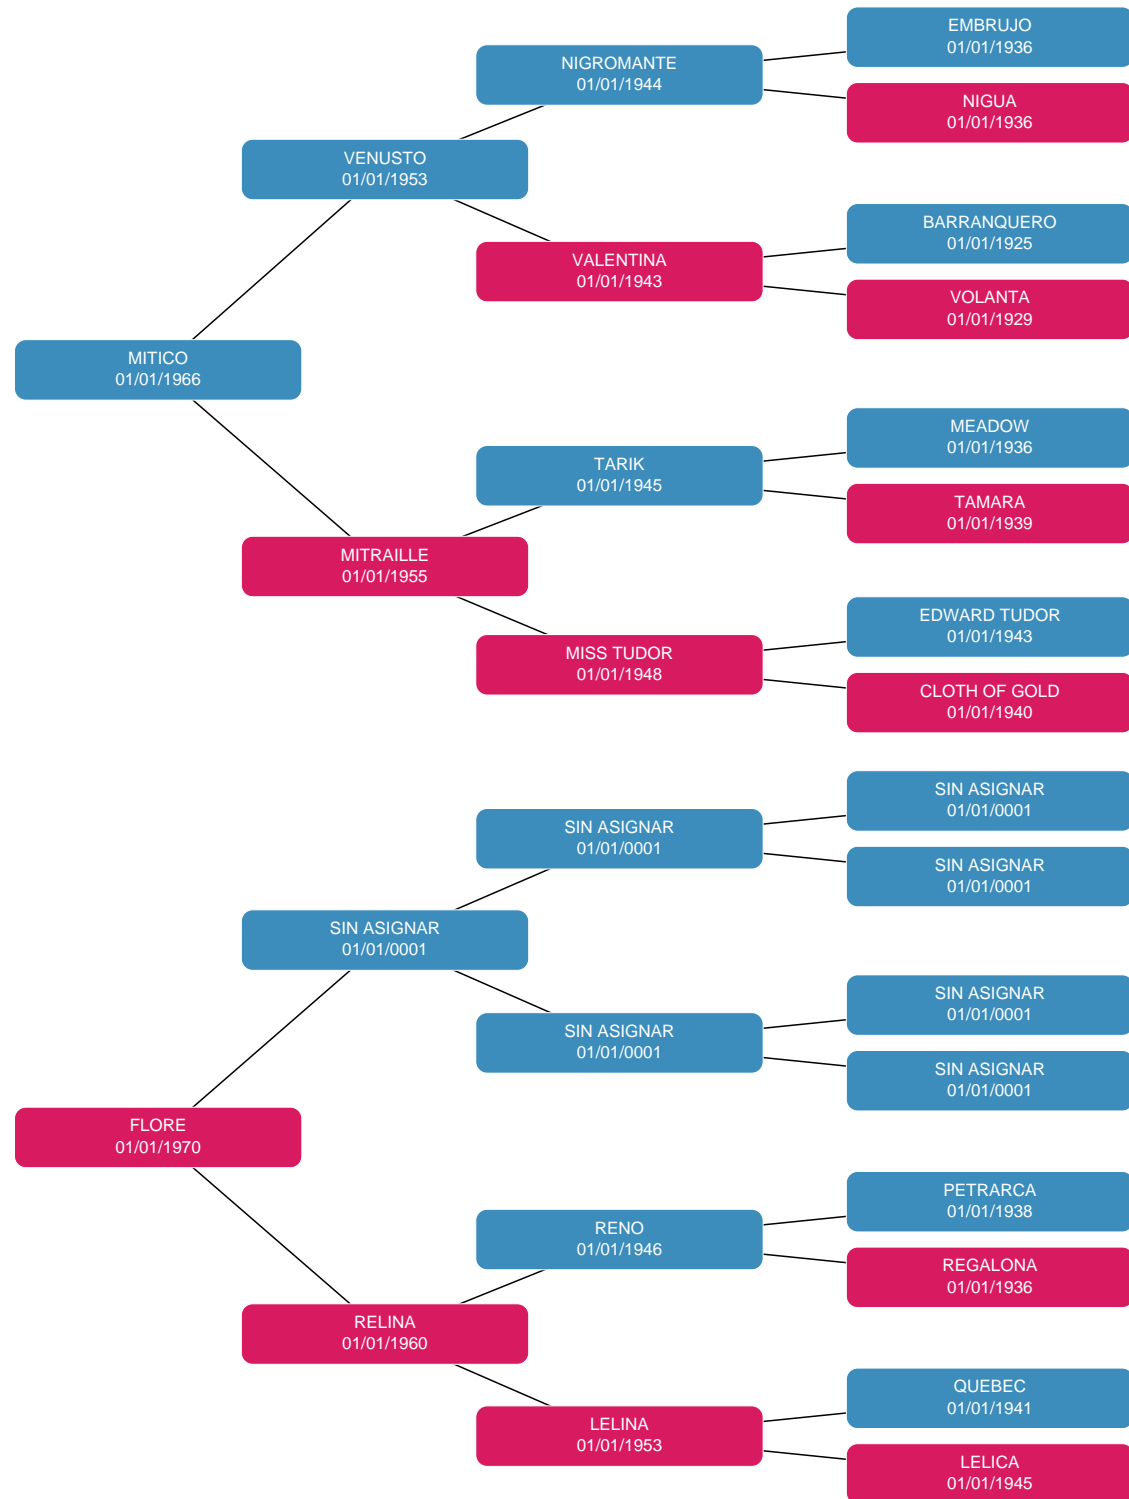 EMBRUJO
01/01/1936
NIGROMANTE
01/01/1944
NIGUA
01/01/1936
VENUSTO
01/01/1953
BARRANQUERO
01/01/1925
VALENTINA
01/01/1943
VOLANTA
01/01/1929
MITICO
01/01/1966
MEADOW
01/01/1936
TARIK
01/01/1945
TAMARA
01/01/1939
MITRAILLE
01/01/1955
EDWARD TUDOR
01/01/1943
MISS TUDOR
01/01/1948
CLOTH OF GOLD
01/01/1940
SIN ASIGNAR
01/01/0001
SIN ASIGNAR
01/01/0001
SIN ASIGNAR
01/01/0001
SIN ASIGNAR
01/01/0001
SIN ASIGNAR
01/01/0001
SIN ASIGNAR
01/01/0001
SIN ASIGNAR
01/01/0001
FLORE
01/01/1970
PETRARCA
01/01/1938
RENO
01/01/1946
REGALONA
01/01/1936
RELINA
01/01/1960
QUEBEC
01/01/1941
LELINA
01/01/1953
LELICA
01/01/1945